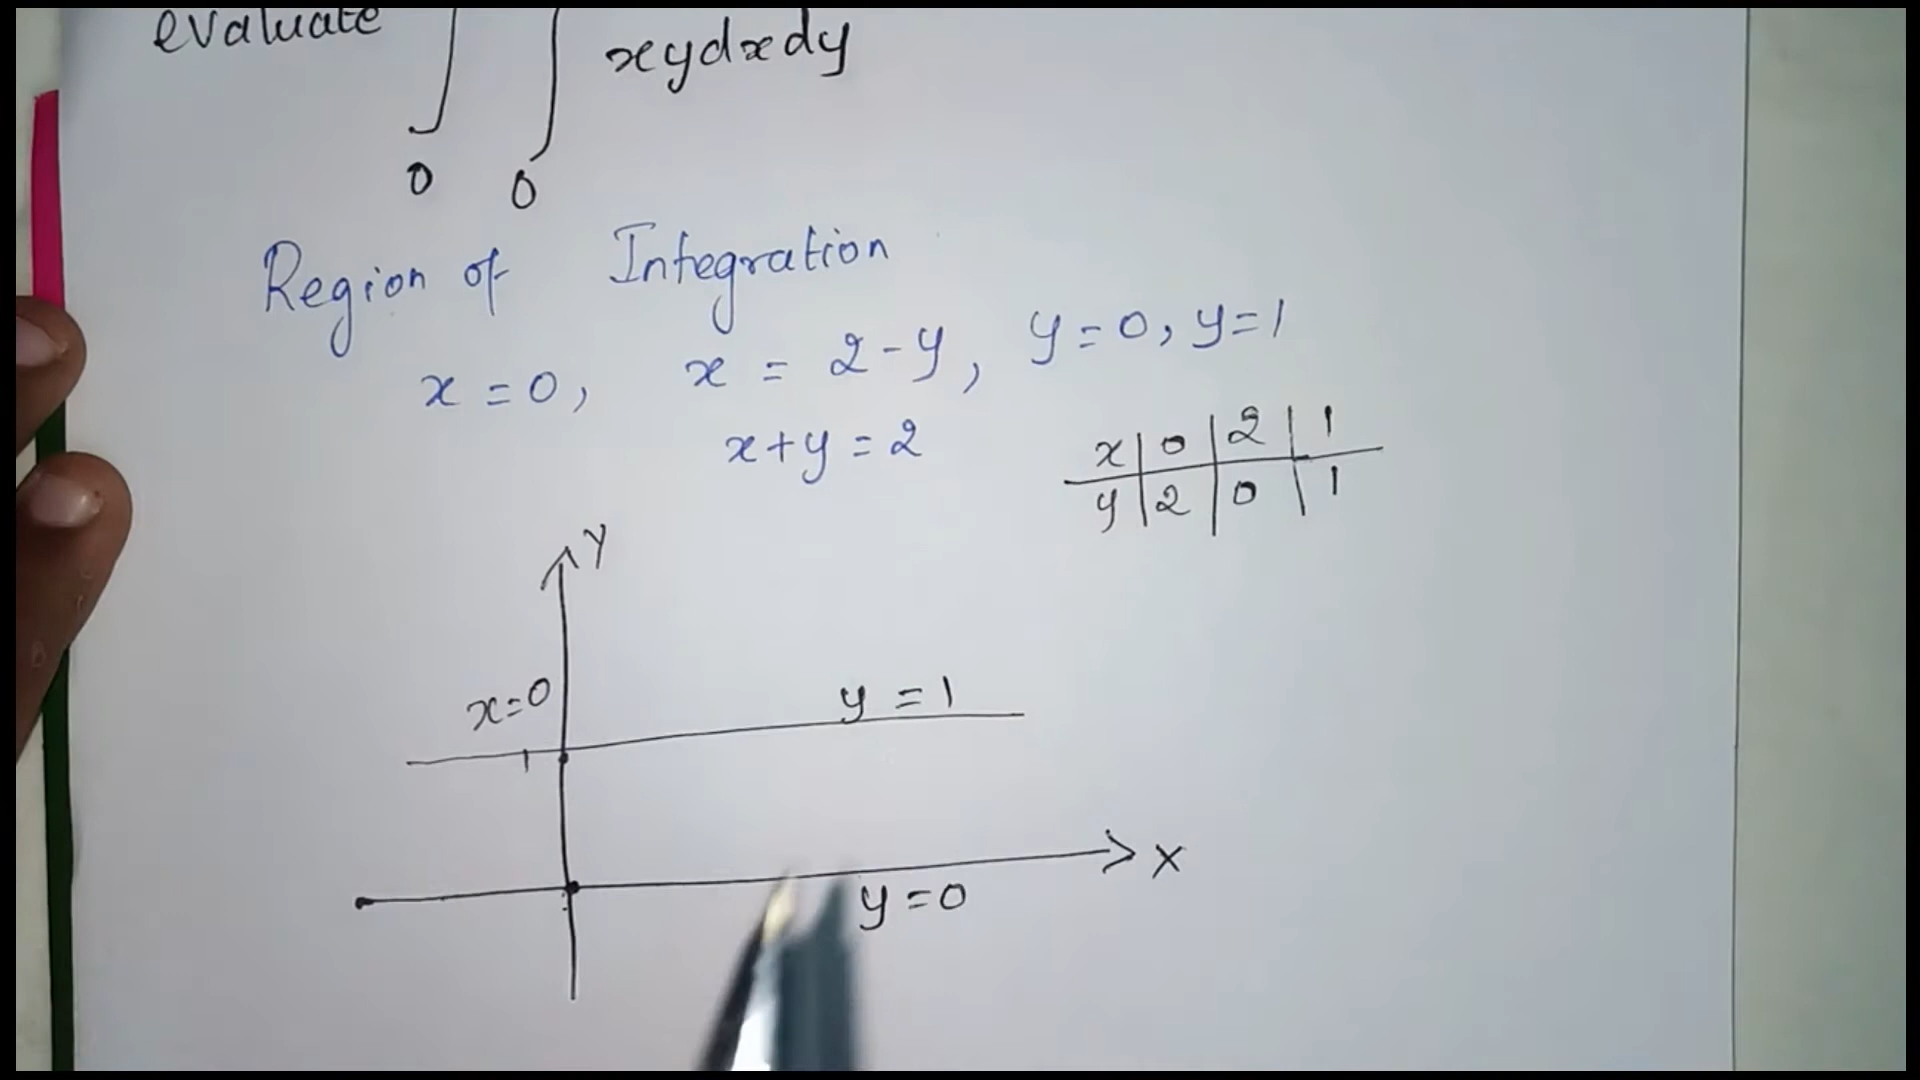 evaluate ∫ ∫ xydxdy
0 0
Region of Integration
x = 0, x = 2-y, y = 0, y = 1
x + y = 2
x | 0 | 2 | 1
y | 2 | 0 | 1
Y
x=0
y = 1
1
X
y = 0